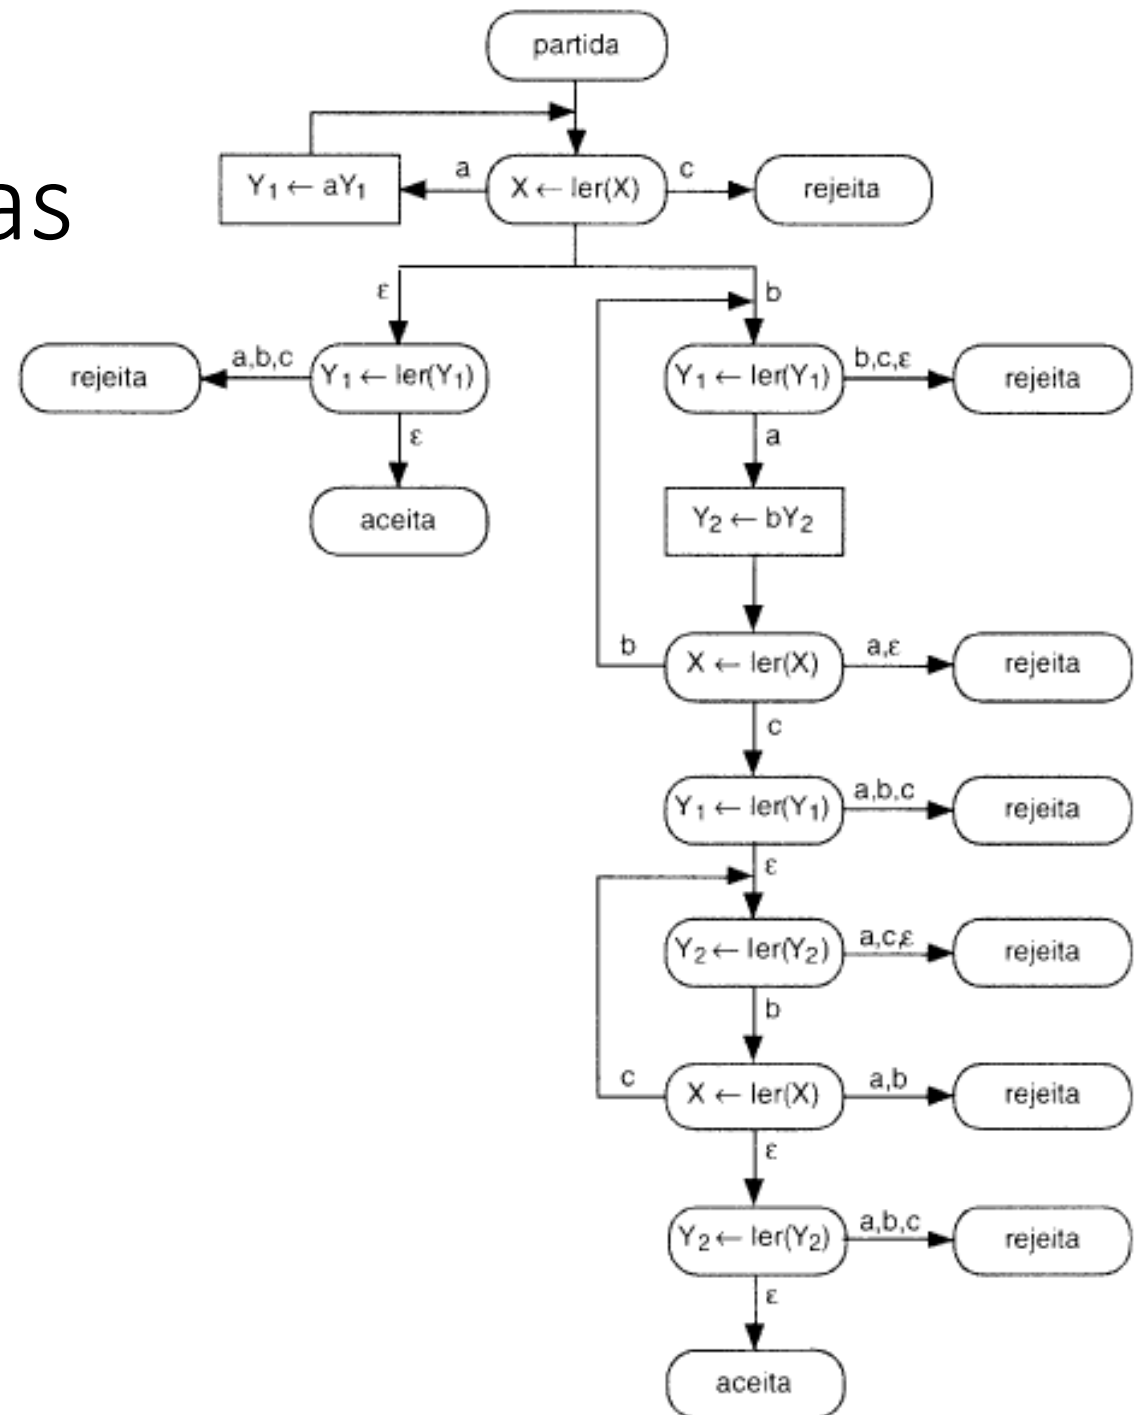 partida
as
Y₁ ← aY₁
a
X ← ler(X)
c
rejeita
ε
b
rejeita
a,b,c
Y₁ ← ler(Y₁)
Y₁ ← ler(Y₁)
b,c,ε
rejeita
ε
a
aceita
Y₂ ← bY₂
b
X ← ler(X)
a,ε
rejeita
c
Y₁ ← ler(Y₁)
a,b,c
rejeita
ε
Y₂ ← ler(Y₂)
a,c,ε
rejeita
b
c
X ← ler(X)
a,b
rejeita
ε
Y₂ ← ler(Y₂)
a,b,c
rejeita
ε
aceita